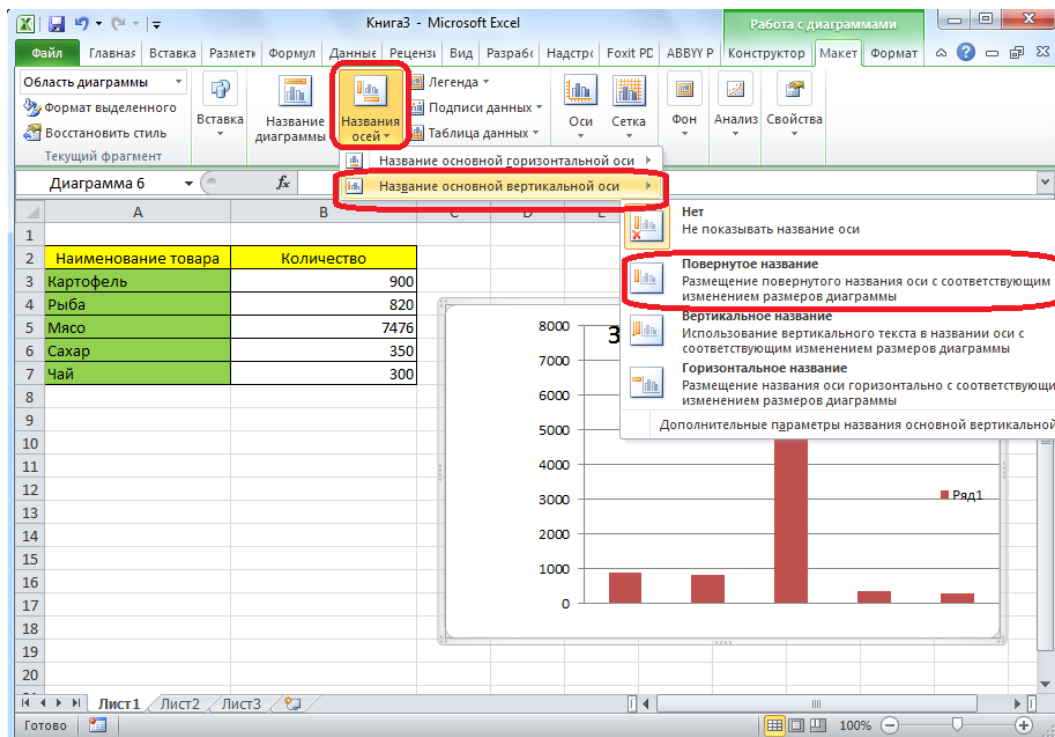 Книга3 - Microsoft Excel
Работа с диаграммами
Файл Главная Вставка Разметк Формул Данные Рецензи Вид Разрабс Надстрс Foxit PD ABBYY P Конструктор Макет Формат
Область диаграммы
Формат выделенного
Восстановить стиль
Текущий фрагмент
Вставка
Название диаграммы
Названия осей
Легенда
Подписи данных
Таблица данных
Оси
Сетка
Фон
Анализ
Свойства
Название основной горизонтальной оси
Название основной вертикальной оси
Диаграмма 6
fx
Нет
Не показывать название оси
Повернутое название
Размещение повернутого названия оси с соответствующим
изменением размеров диаграммы
Вертикальное название
Использование вертикального текста в названии оси с
соответствующим изменением размеров диаграммы
Горизонтальное название
Размещение названия оси горизонтально с соответствующи
изменением размеров диаграммы
Дополнительные параметры названия основной вертикальной
A B C D E
1
2 Наименование товара Количество
3 Картофель 900
4 Рыба 820
5 Мясо 7476
6 Сахар 350
7 Чай 300
8
9
10
11
12
13
14
15
16
17
18
19
20
З
8000
7000
6000
5000
4000
3000
2000
1000
0
Ряд1
Лист1 Лист2 Лист3
Готово
100%